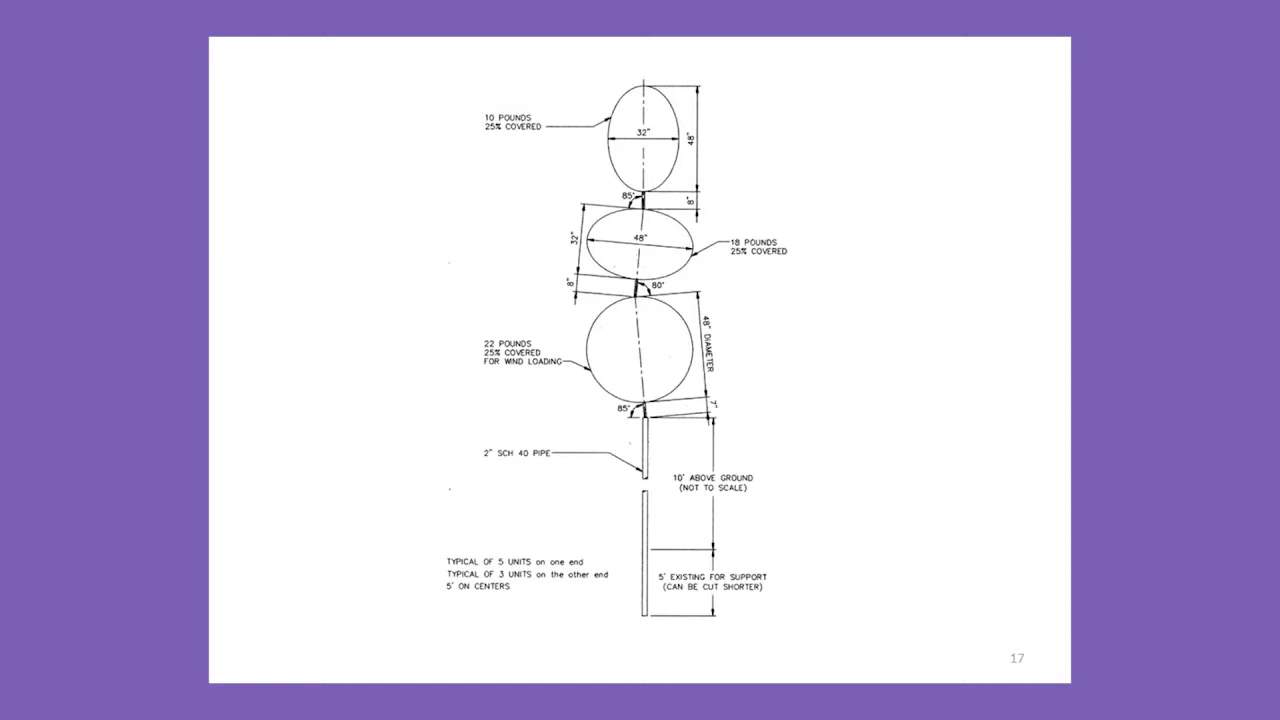 10 POUNDS
25% COVERED
32"
48"
85°
8"
32"
48"
18 POUNDS
25% COVERED
8"
80°
22 POUNDS
25% COVERED
FOR WIND LOADING
48" DIAMETER
85°
7"
2" SCH 40 PIPE
10' ABOVE GROUND
(NOT TO SCALE)
TYPICAL OF 5 UNITS on one end
TYPICAL OF 3 UNITS on the other end
5' ON CENTERS
5' EXISTING FOR SUPPORT
(CAN BE CUT SHORTER)
17